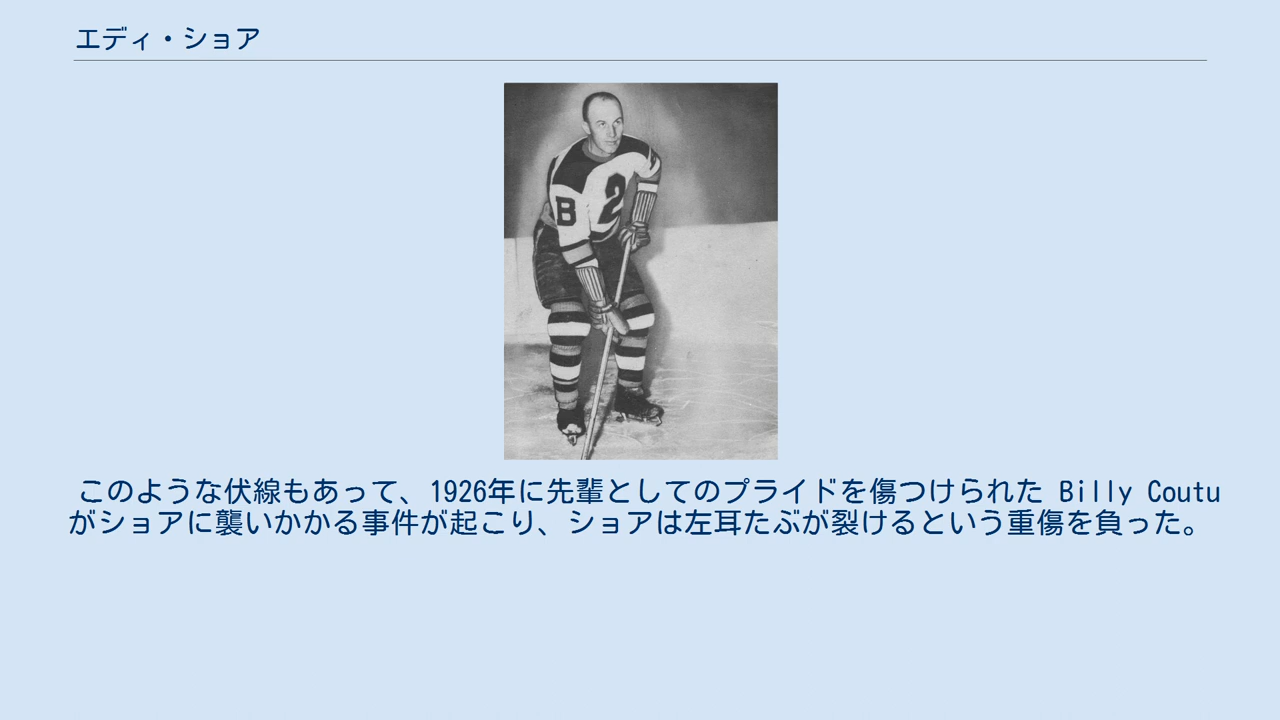 エディ・ショア
B 2
このような伏線もあって、1926年に先輩としてのプライドを傷つけられた Billy Coutu
がショアに襲いかかる事件が起こり、ショアは左耳たぶが裂けるという重傷を負った。